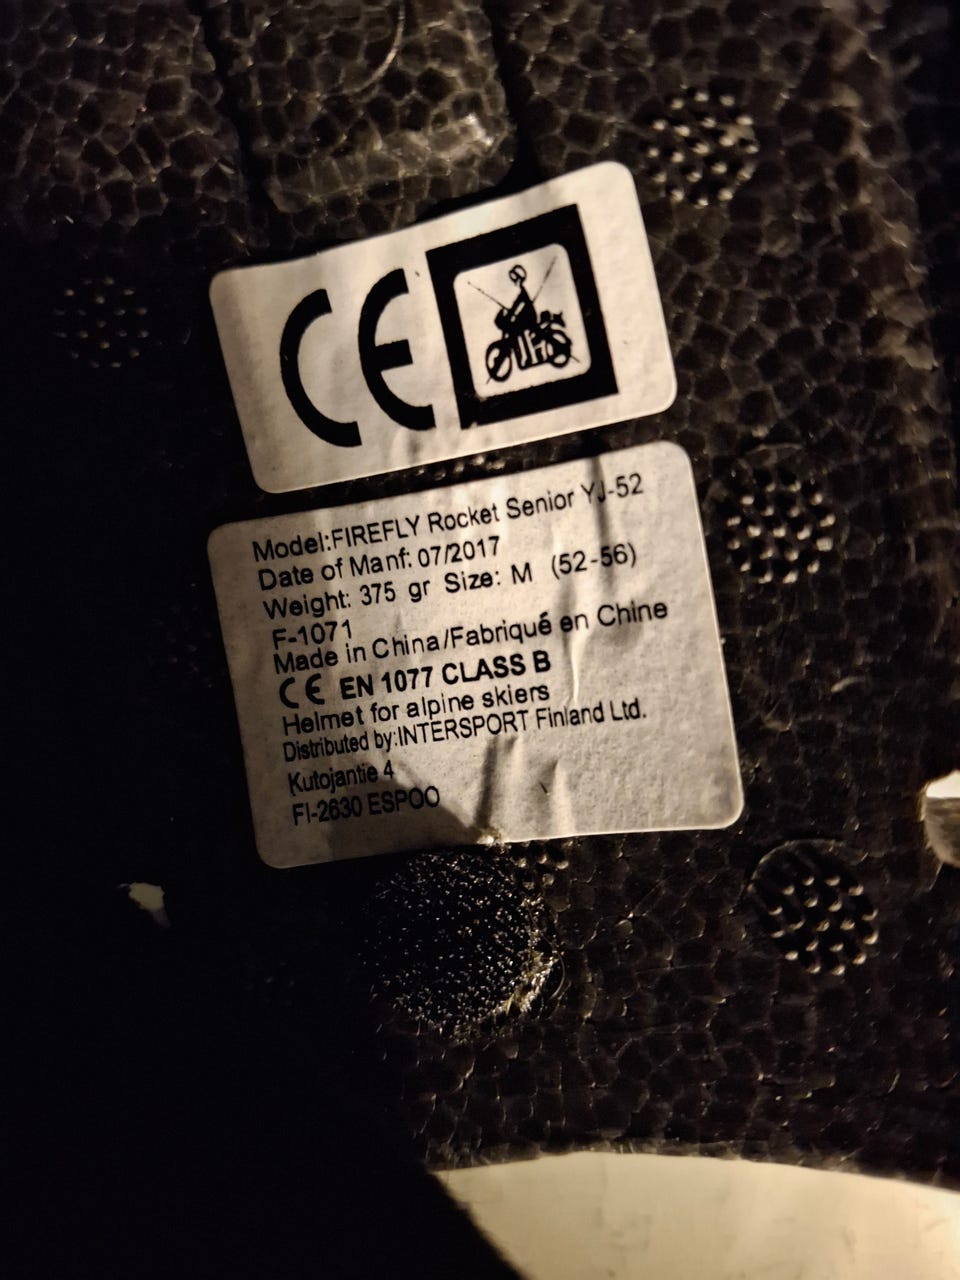 CE
Model:FIREFLY Rocket Senior YJ-52
Date of Manf: 07/2017
Weight: 375 gr Size: M (52-56)
F-1071
Made in China/Fabriqué en Chine
CE EN 1077 CLASS B
Helmet for alpine skiers
Distributed by:INTERSPORT Finland Ltd.
Kutojantie 4
FI-2630 ESPOO